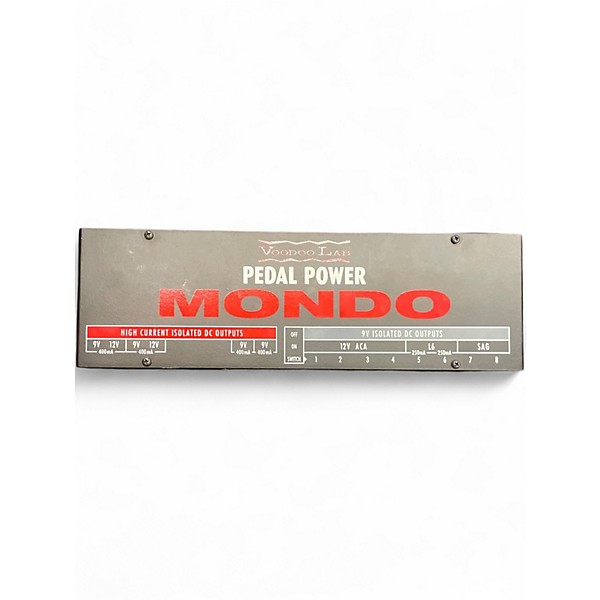 VOODOO LAB
PEDAL POWER
MONDO
HIGH CURRENT ISOLATED DC OUTPUTS
9V 12V 9V 12V 9V 9V
400mA 400mA 400mA 400mA
OFF 9V ISOLATED DC OUTPUTS
ON 12V ACA L6 SAG
250mA 250mA
SWITCH 1 2 3 4 5 6 7 8